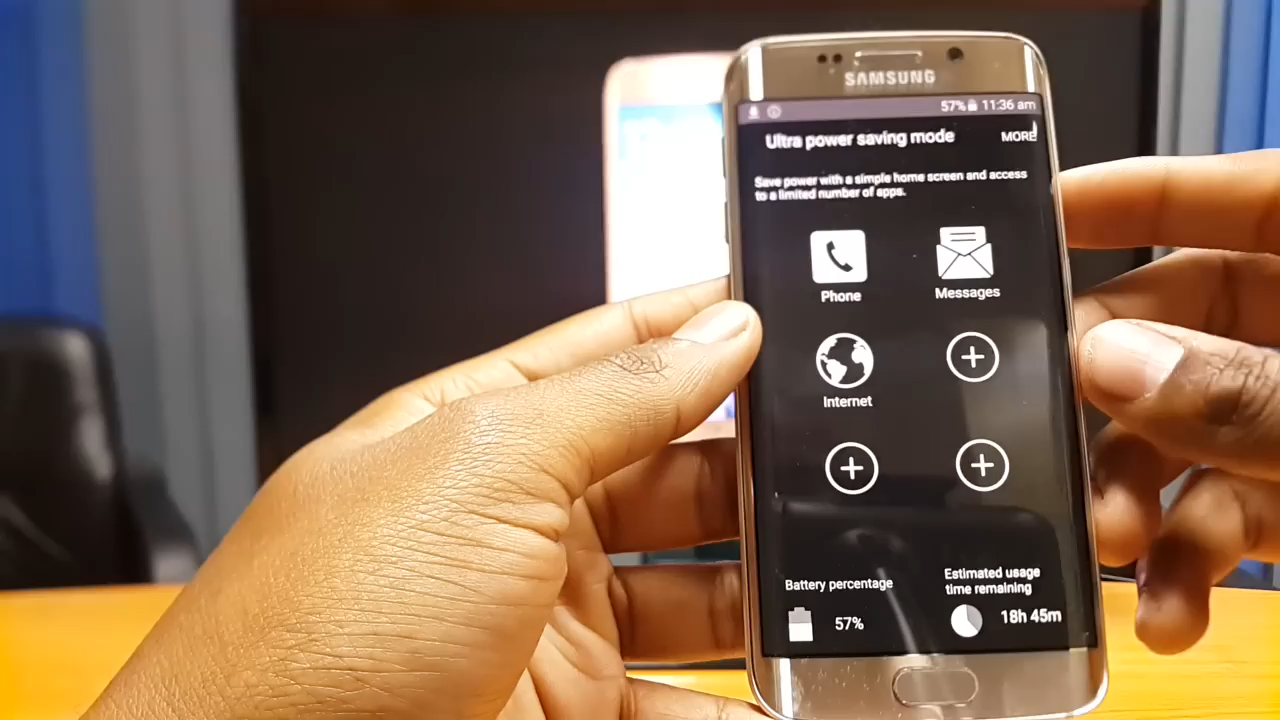 SAMSUNG
57% 11:36 am
Ultra power saving mode
MORE
Save power with a simple home screen and access
to a limited number of apps.
Phone
Messages
Internet
Battery percentage
57%
Estimated usage
time remaining
18h 45m